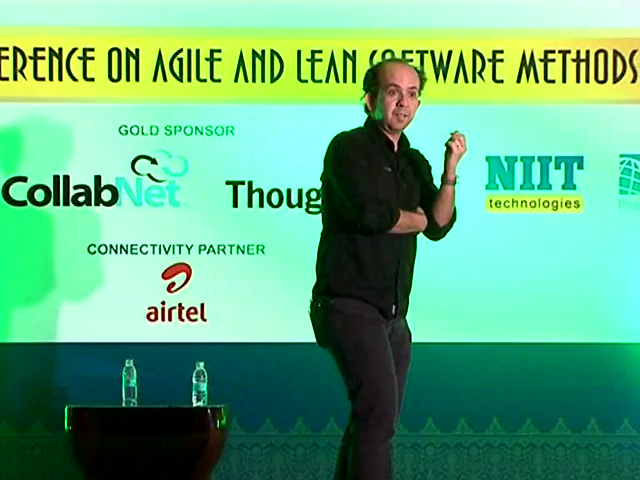 ERENCE ON AGILE AND LEAN SOFTWARE METHODS
GOLD SPONSOR
CollabNet
Thoug
NIIT
technologies
CONNECTIVITY PARTNER
airtel